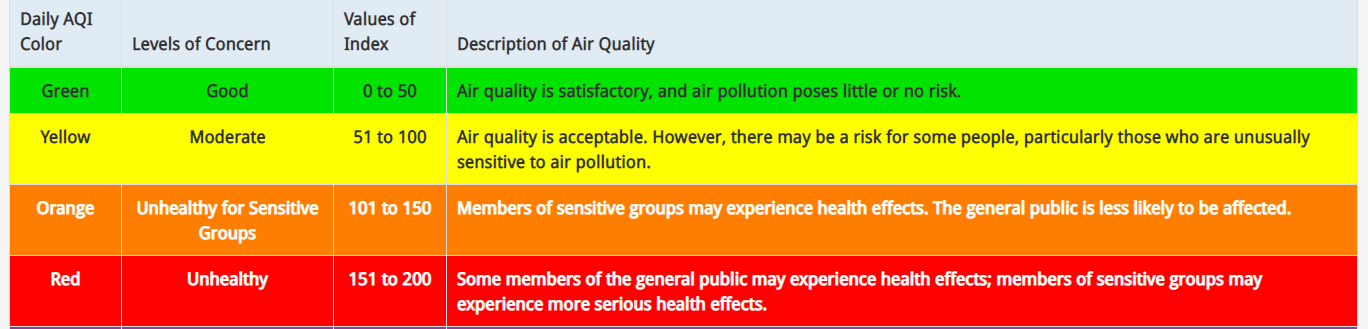 Daily AQI
Color
Levels of Concern
Values of
Index
Description of Air Quality
Green
Good
0 to 50
Air quality is satisfactory, and air pollution poses little or no risk.
Yellow
Moderate
51 to 100
Air quality is acceptable. However, there may be a risk for some people, particularly those who are unusually
sensitive to air pollution.
Orange
Unhealthy for Sensitive
Groups
101 to 150
Members of sensitive groups may experience health effects. The general public is less likely to be affected.
Red
Unhealthy
151 to 200
Some members of the general public may experience health effects; members of sensitive groups may
experience more serious health effects.